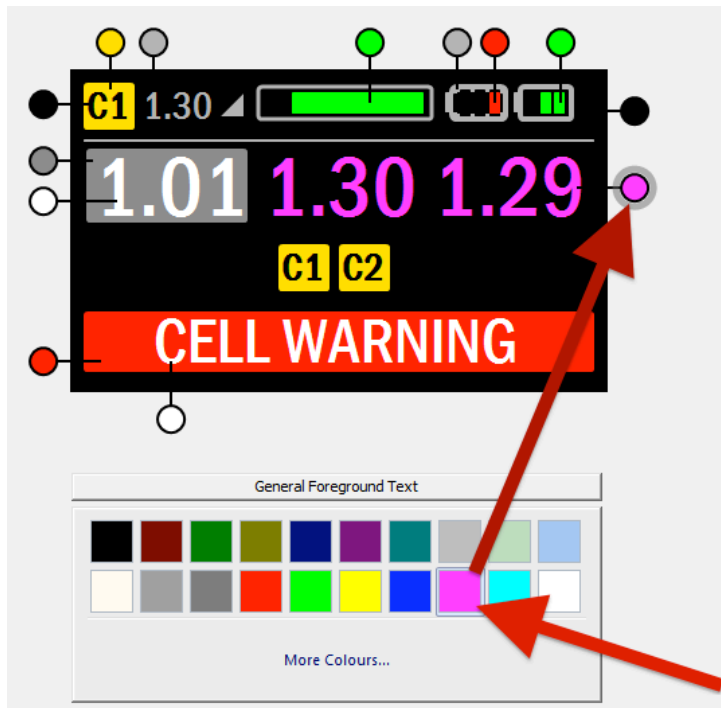 C1 1.30
1.01 1.30 1.29
C1 C2
CELL WARNING
General Foreground Text
More Colours...